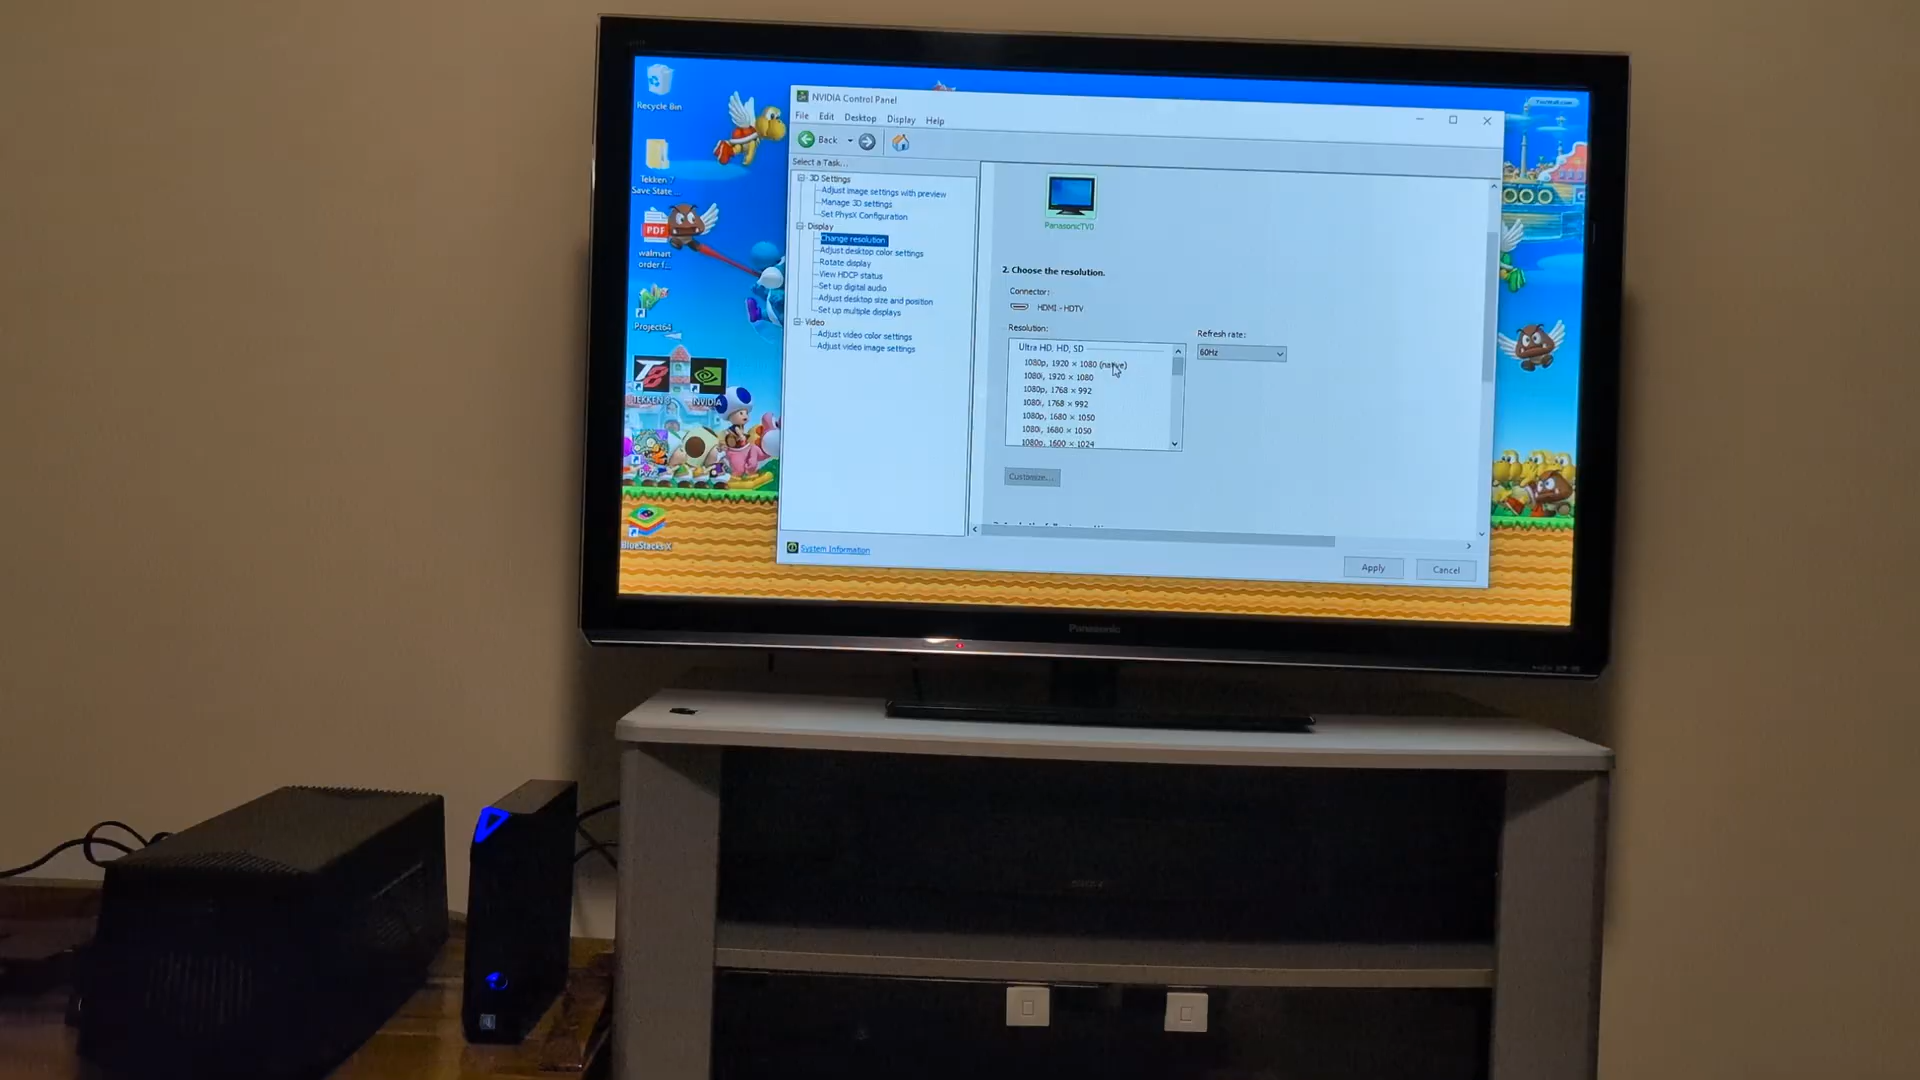 Recycle Bin
Tekken 7
Save State ...
PDF
walmart
order f...
Project64
TEKKEN 8
NVIDIA
BlueStacks X
NVIDIA Control Panel
File Edit Desktop Display Help
Back
Select a Task...
3D Settings
Adjust image settings with preview
Manage 3D settings
Set PhysX Configuration
Display
Change resolution
Adjust desktop color settings
Rotate display
View HDCP status
Set up digital audio
Adjust desktop size and position
Set up multiple displays
Video
Adjust video color settings
Adjust video image settings
System Information
PanasonicTV0
2. Choose the resolution.
Connector:
HDMI - HDTV
Resolution:
Refresh rate:
Ultra HD, HD, SD
60Hz
1080p, 1920 × 1080 (native)
1080i, 1920 × 1080
1080p, 1768 × 992
1080i, 1768 × 992
1080p, 1680 × 1050
1080i, 1680 × 1050
1080p, 1600 × 1024
Customize...
Apply
Cancel
Panasonic